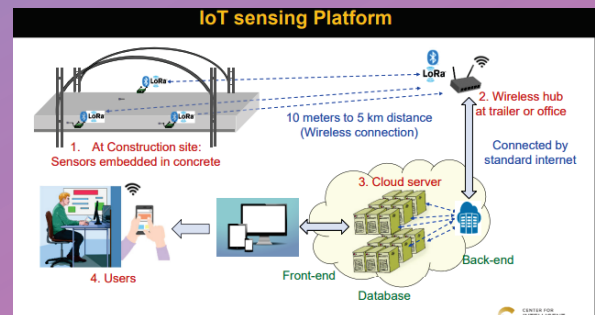 IoT sensing Platform
LoRa
LoRa
LoRa
LoRa
10 meters to 5 km distance
(Wireless connection)
2. Wireless hub
at trailer or office
1. At Construction site:
Sensors embedded in concrete
Connected by
standard internet
3. Cloud server
4. Users
Front-end
Back-end
Database
CENTER FOR